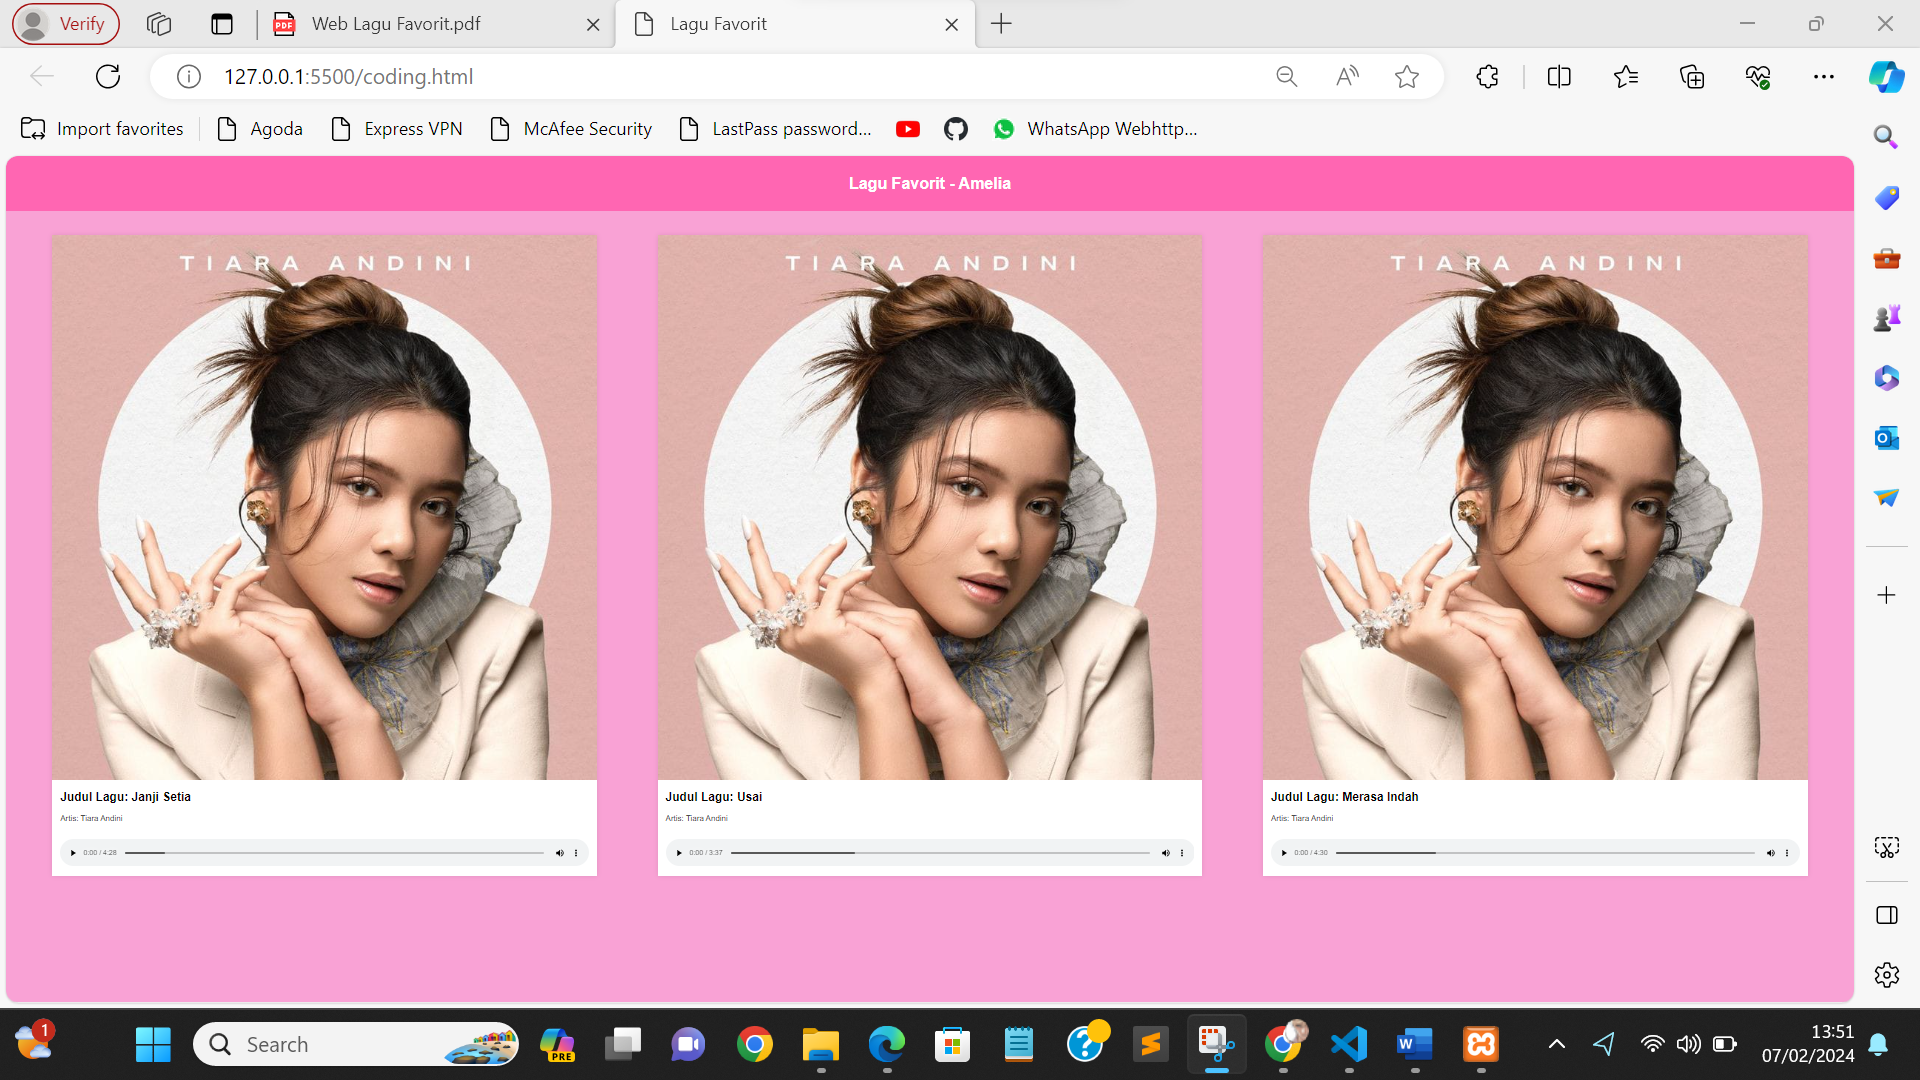 Verify
Web Lagu Favorit.pdf
Lagu Favorit
127.0.0.1:5500/coding.html
Import favorites
Agoda
Express VPN
McAfee Security
LastPass password...
WhatsApp Webhttp...
Lagu Favorit - Amelia
TIARA ANDINI
TIARA ANDINI
TIARA ANDINI
Judul Lagu: Janji Setia
Artis: Tiara Andini
0:00 / 4:28
Judul Lagu: Usai
Artis: Tiara Andini
0:00 / 3:37
Judul Lagu: Merasa Indah
Artis: Tiara Andini
0:00 / 4:30
1
Search
PRE
13:51
07/02/2024